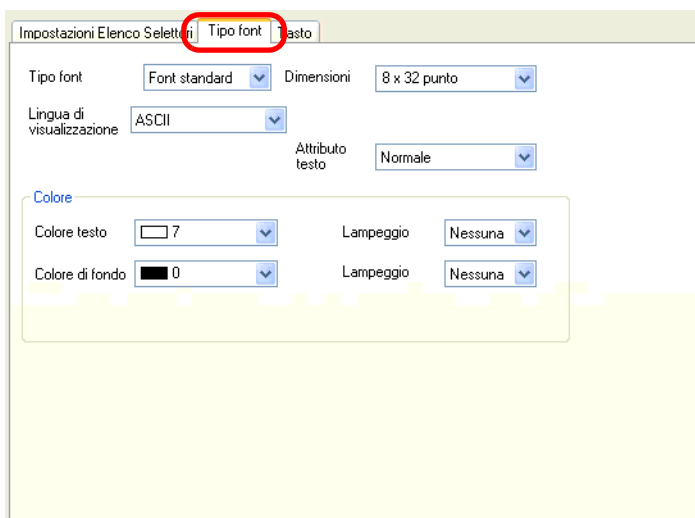 Impostazioni Elenco Selettori Tipo font Tasto
Tipo font Font standard Dimensioni 8 x 32 punto
Lingua di visualizzazione ASCII
Attributo testo Normale
Colore
Colore testo 7 Lampeggio Nessuna
Colore di fondo 0 Lampeggio Nessuna